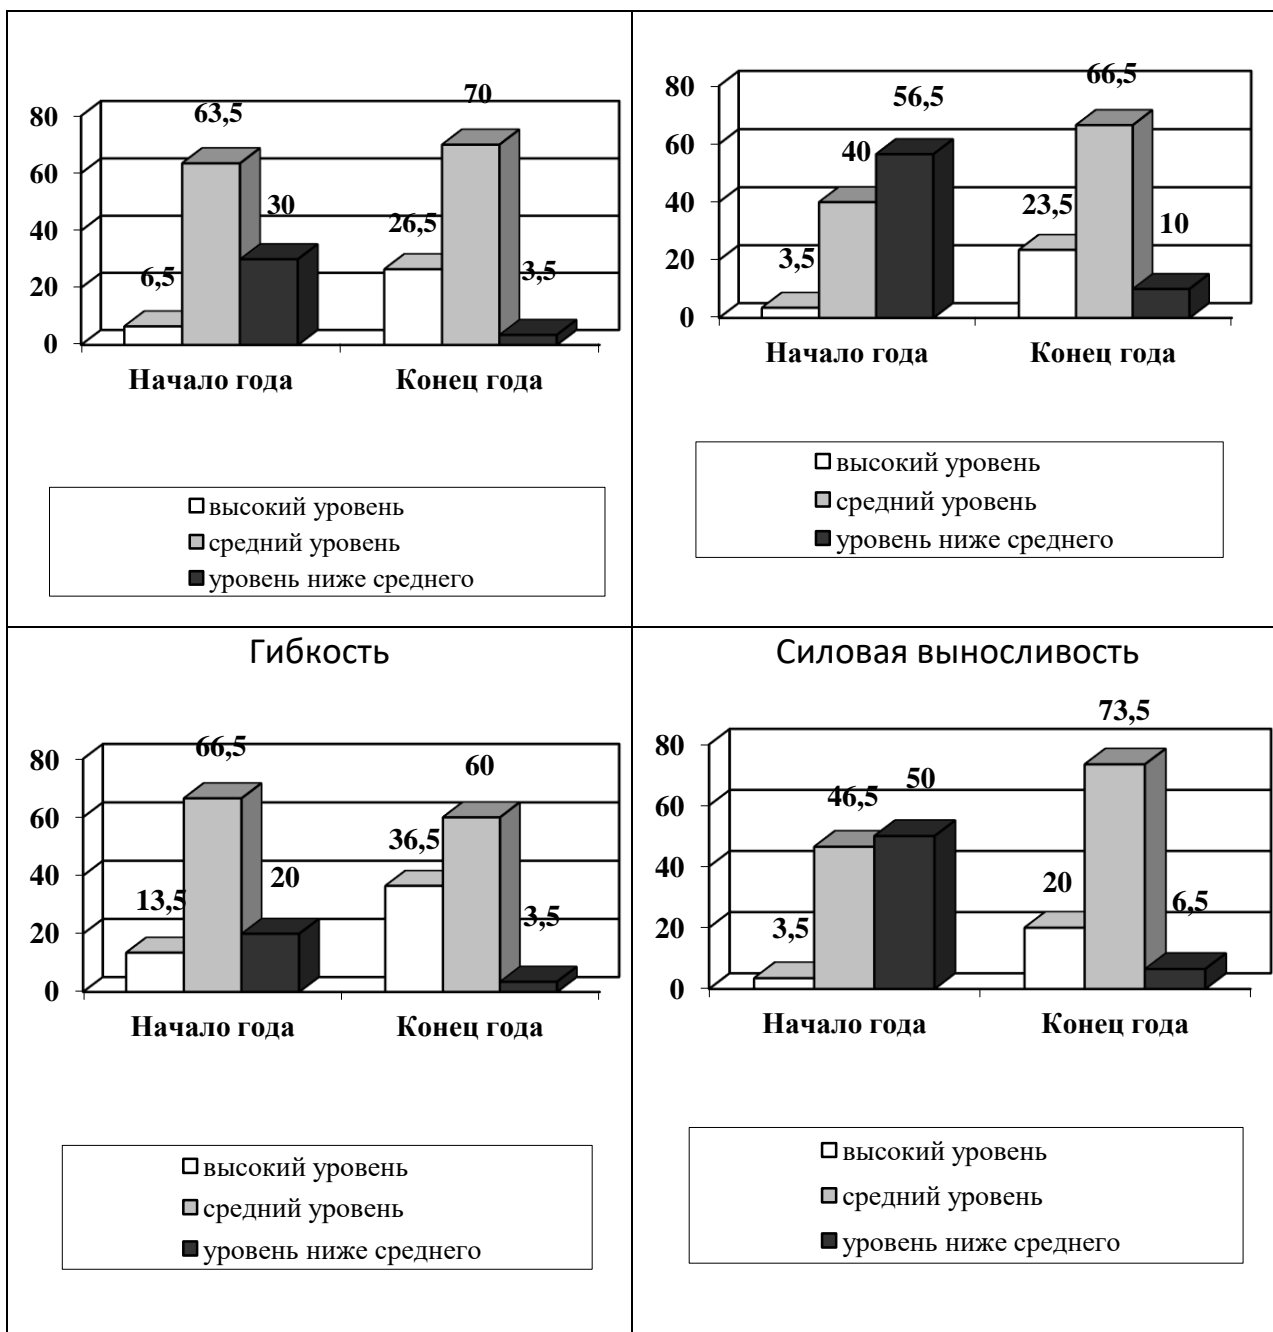 63,5
70
80
60
40
20
0
6,5
30
26,5
3,5
Начало года
Конец года
высокий уровень
средний уровень
уровень ниже среднего
66,5
80
60
40
20
0
56,5
40
3,5
23,5
10
Начало года
Конец года
высокий уровень
средний уровень
уровень ниже среднего
Гибкость
66,5
60
80
60
40
20
0
13,5
20
36,5
3,5
Начало года
Конец года
высокий уровень
средний уровень
уровень ниже среднего
Силовая выносливость
73,5
80
60
40
20
0
46,5
50
3,5
20
6,5
Начало года
Конец года
высокий уровень
средний уровень
уровень ниже среднего